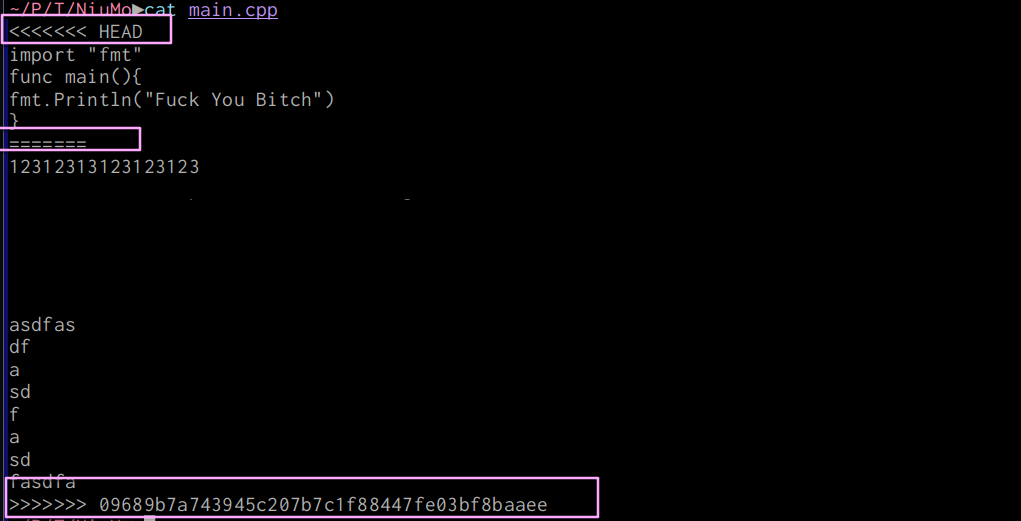 ~/P/T/NiuMo▶cat main.cpp
<<<<<<< HEAD
import "fmt"
func main(){
fmt.Println("Fuck You Bitch")
}
=======
12312313123123123
asdfas
df
a
sd
f
a
sd
fasdfa
>>>>>>> 09689b7a743945c207b7c1f88447fe03bf8baaee